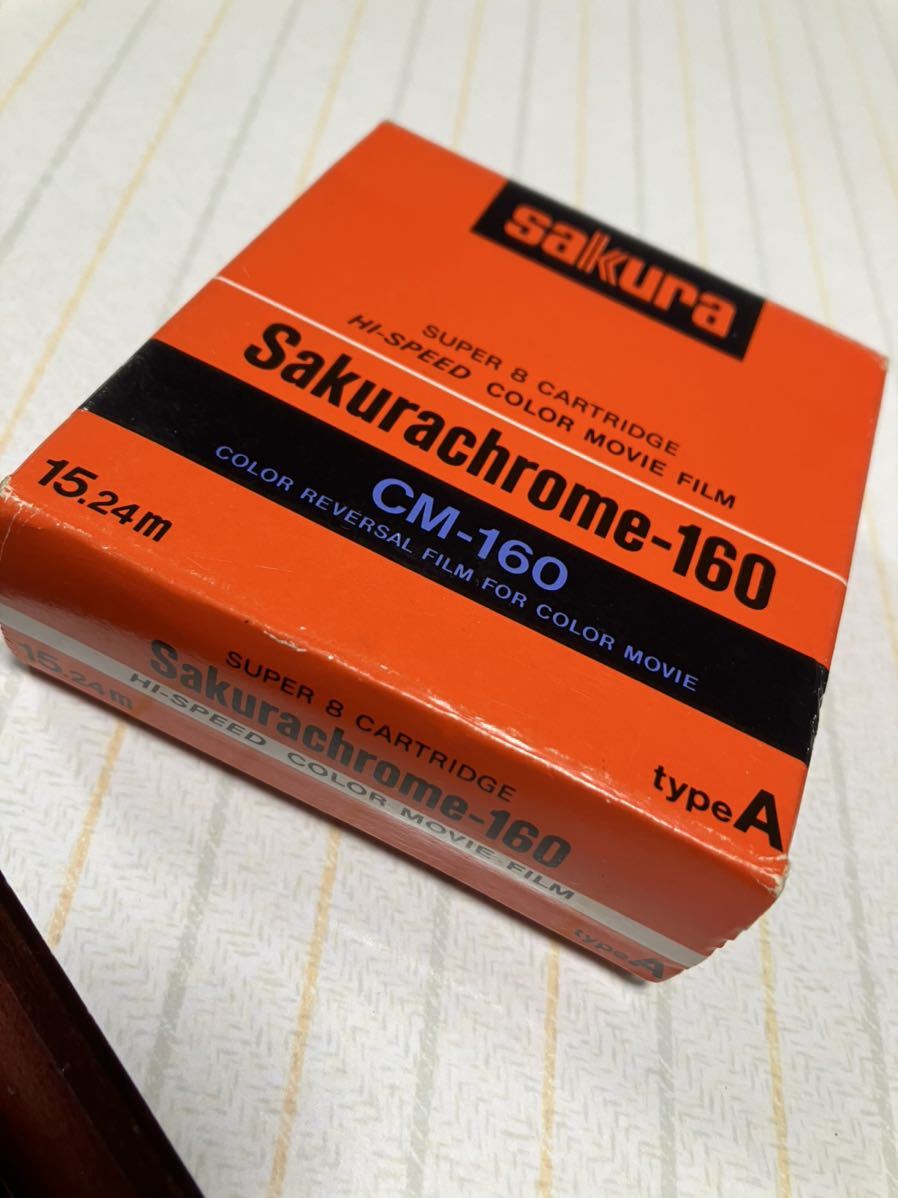 sakura
SUPER 8 CARTRIDGE
HI-SPEED COLOR MOVIE FILM
Sakurachrome-160
CM-160
COLOR REVERSAL FILM FOR COLOR MOVIE
15.24m
typeA
SUPER 8 CARTRIDGE
Sakurachrome-160
HI-SPEED COLOR MOVIE FILM
15.24m
typeA